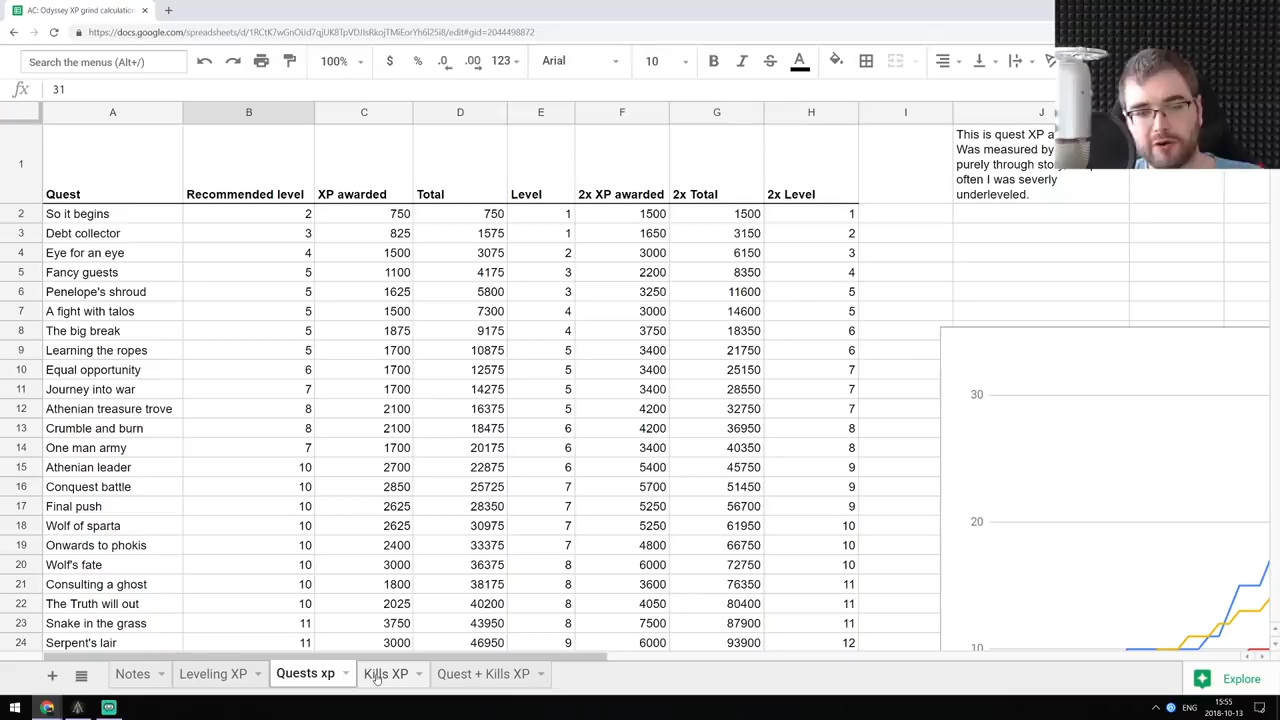 AC: Odyssey XP grind calculation
https://docs.google.com/spreadsheets/d/
Search the menus (Alt+/)
100%
$
%
.0
.00
123
Arial
10
B
I
S
A
fx
31
A
B
C
D
E
F
G
H
I
J
1
Quest
Recommended level
XP awarded
Total
Level
2x XP awarded
2x Total
2x Level
This is quest XP a
Was measured by
purely through
often I was severly
underleveled.
2 So it begins 2 750 750 1 1500 1500 1
3 Debt collector 3 825 1575 1 1650 3150 2
4 Eye for an eye 4 1500 3075 2 3000 6150 3
5 Fancy guests 5 1100 4175 3 2200 8350 4
6 Penelope's shroud 5 1625 5800 3 3250 11600 5
7 A fight with talos 5 1500 7300 4 3000 14600 5
8 The big break 5 1875 9175 4 3750 18350 6
9 Learning the ropes 5 1700 10875 5 3400 21750 6
10 Equal opportunity 6 1700 12575 5 3400 25150 7
11 Journey into war 7 1700 14275 5 3400 28550 7
12 Athenian treasure trove 8 2100 16375 5 4200 32750 7
13 Crumble and burn 8 2100 18475 6 4200 36950 8
14 One man army 7 1700 20175 6 3400 40350 8
15 Athenian leader 10 2700 22875 6 5400 45750 9
16 Conquest battle 10 2850 25725 7 5700 51450 9
17 Final push 10 2625 28350 7 5250 56700 9
18 Wolf of sparta 10 2625 30975 7 5250 61950 10
19 Onwards to phokis 10 2400 33375 7 4800 66750 10
20 Wolf's fate 10 3000 36375 8 6000 72750 10
21 Consulting a ghost 10 1800 38175 8 3600 76350 11
22 The Truth will out 10 2025 40200 8 4050 80400 11
23 Snake in the grass 11 3750 43950 8 7500 87900 11
24 Serpent's lair 11 3000 46950 9 6000 93900 12
30
20
10
Notes
Leveling XP
Quests xp
Kills XP
Quest + Kills XP
Explore
ENG
15:55
2018-10-13